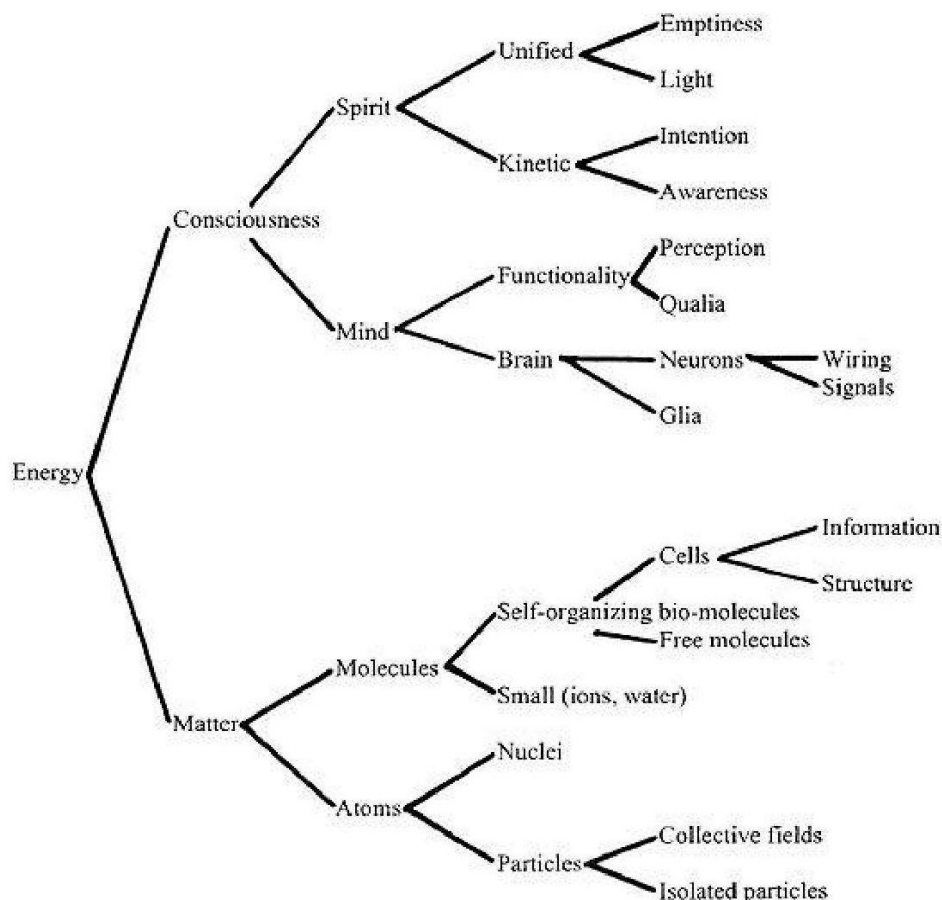 Emptiness
Unified
Light
Spirit
Intention
Kinetic
Awareness
Consciousness
Perception
Functionality
Qualia
Mind
Brain
Neurons
Wiring
Signals
Glia
Energy
Information
Cells
Structure
Self-organizing bio-molecules
Free molecules
Molecules
Small (ions, water)
Matter
Nuclei
Atoms
Collective fields
Particles
Isolated particles